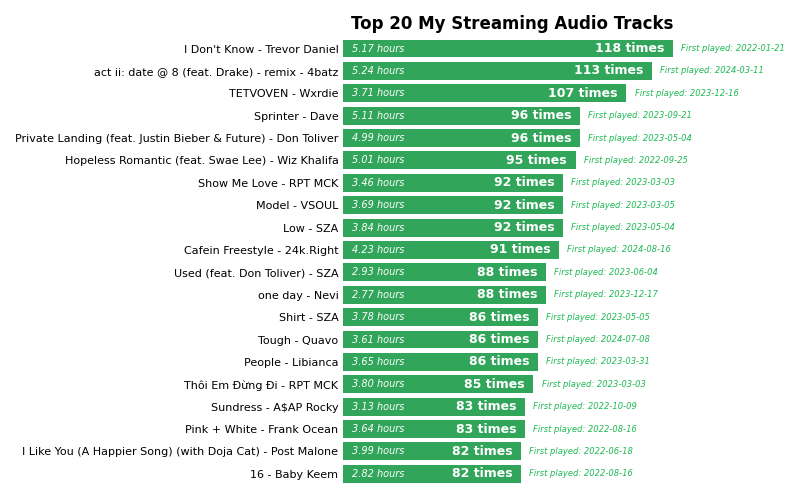 Top 20 My Streaming Audio Tracks
I Don't Know - Trevor Daniel 5.17 hours 118 times First played: 2022-01-21
act ii: date @ 8 (feat. Drake) - remix - 4batz 5.24 hours 113 times First played: 2024-03-11
TETVOVEN - Wxrdie 3.71 hours 107 times First played: 2023-12-16
Sprinter - Dave 5.11 hours 96 times First played: 2023-09-21
Private Landing (feat. Justin Bieber & Future) - Don Toliver 4.99 hours 96 times First played: 2023-05-04
Hopeless Romantic (feat. Swae Lee) - Wiz Khalifa 5.01 hours 95 times First played: 2022-09-25
Show Me Love - RPT MCK 3.46 hours 92 times First played: 2023-03-03
Model - VSOUL 3.69 hours 92 times First played: 2023-03-05
Low - SZA 3.84 hours 92 times First played: 2023-05-04
Cafein Freestyle - 24k.Right 4.23 hours 91 times First played: 2024-08-16
Used (feat. Don Toliver) - SZA 2.93 hours 88 times First played: 2023-06-04
one day - Nevi 2.77 hours 88 times First played: 2023-12-17
Shirt - SZA 3.78 hours 86 times First played: 2023-05-05
Tough - Quavo 3.61 hours 86 times First played: 2024-07-08
People - Libianca 3.65 hours 86 times First played: 2023-03-31
Thôi Em Đừng Đi - RPT MCK 3.80 hours 85 times First played: 2023-03-03
Sundress - A$AP Rocky 3.13 hours 83 times First played: 2022-10-09
Pink + White - Frank Ocean 3.64 hours 83 times First played: 2022-08-16
I Like You (A Happier Song) (with Doja Cat) - Post Malone 3.99 hours 82 times First played: 2022-06-18
16 - Baby Keem 2.82 hours 82 times First played: 2022-08-16